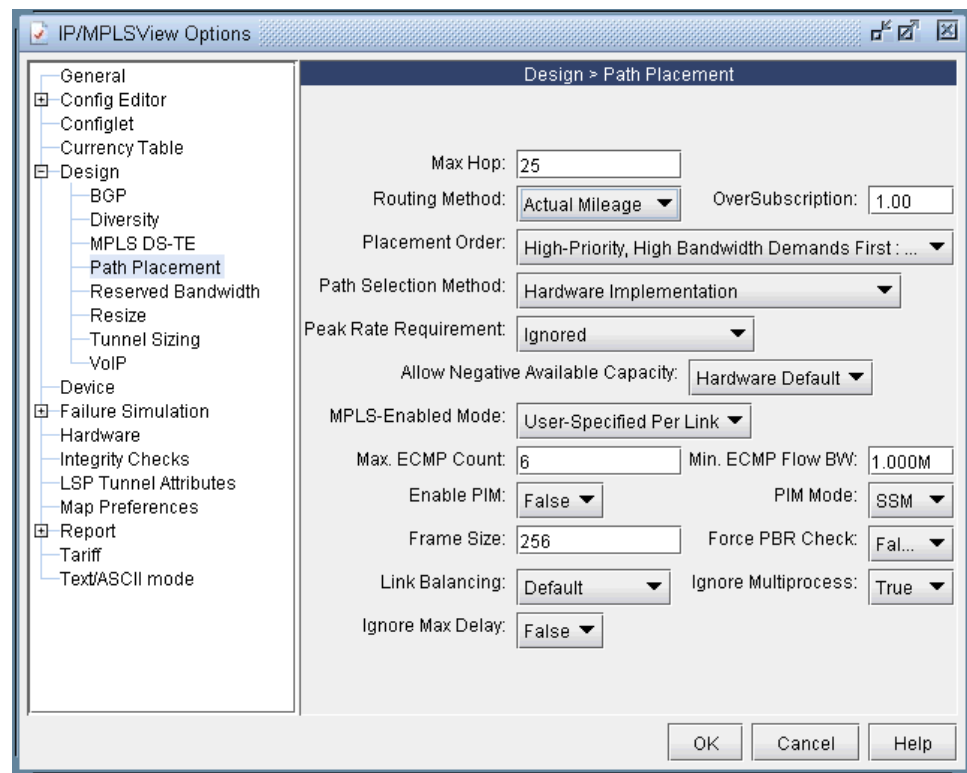 IP/MPLSView Options
General
Config Editor
Configlet
Currency Table
Design
BGP
Diversity
MPLS DS-TE
Path Placement
Reserved Bandwidth
Resize
Tunnel Sizing
VoIP
Device
Failure Simulation
Hardware
Integrity Checks
LSP Tunnel Attributes
Map Preferences
Report
Tariff
Text/ASCII mode
Design > Path Placement
Max Hop: 25
Routing Method: Actual Mileage OverSubscription: 1.00
Placement Order: High-Priority, High Bandwidth Demands First : ...
Path Selection Method: Hardware Implementation
Peak Rate Requirement: Ignored
Allow Negative Available Capacity: Hardware Default
MPLS-Enabled Mode: User-Specified Per Link
Max. ECMP Count: 6 Min. ECMP Flow BW: 1.000M
Enable PIM: False PIM Mode: SSM
Frame Size: 256 Force PBR Check: Fal...
Link Balancing: Default Ignore Multiprocess: True
Ignore Max Delay: False
OK Cancel Help